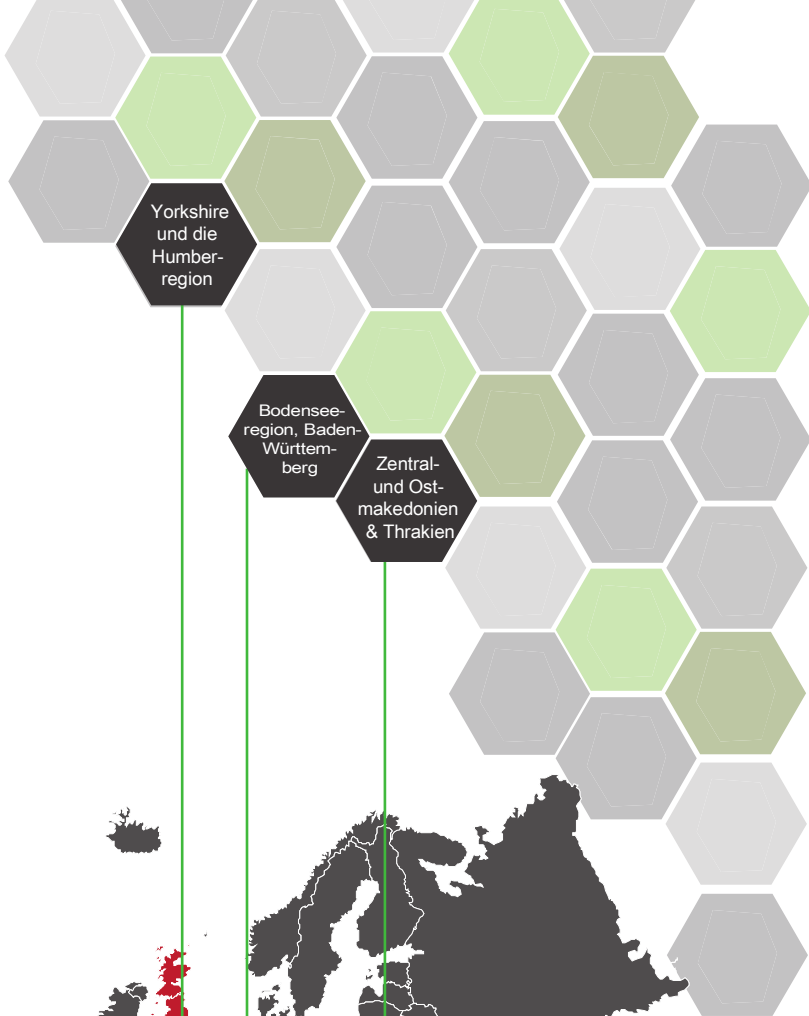 Yorkshire
und die
Humber-
region
Bodensee-
region, Baden-
Württem-
berg
Zentral-
und Ost-
makedonien
& Thrakien